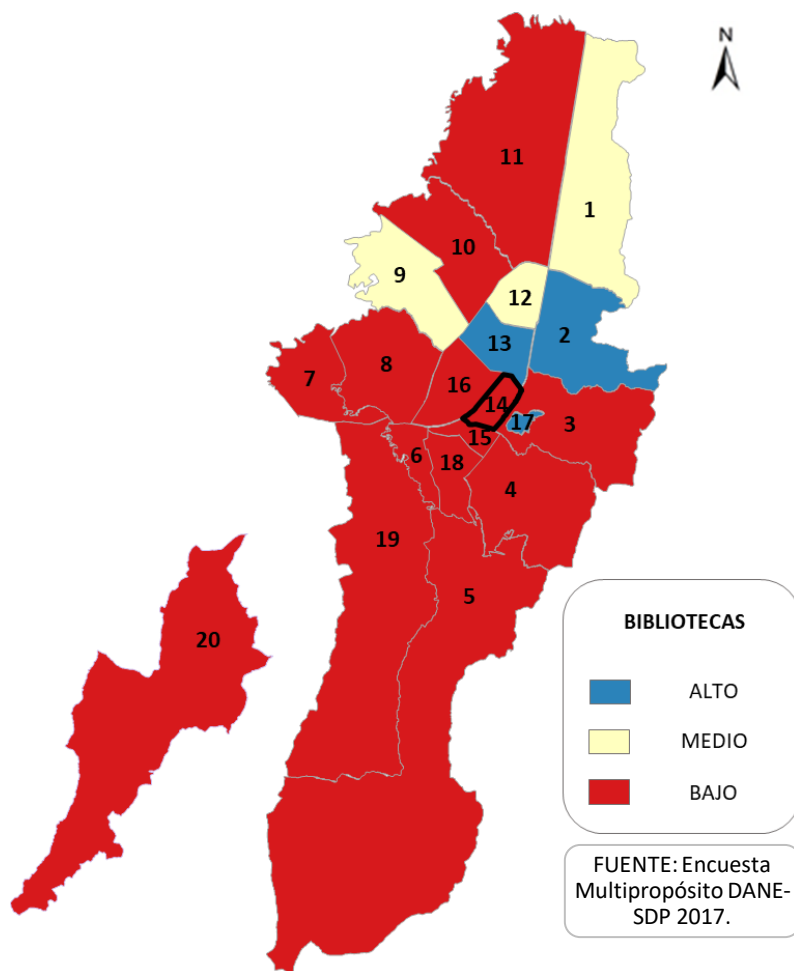 N
11
1
10
9
12
2
13
8
7
16
14
17
3
15
6
18
4
19
5
20
BIBLIOTECAS
ALTO
MEDIO
BAJO
FUENTE: Encuesta
Multipropósito DANE-
SDP 2017.